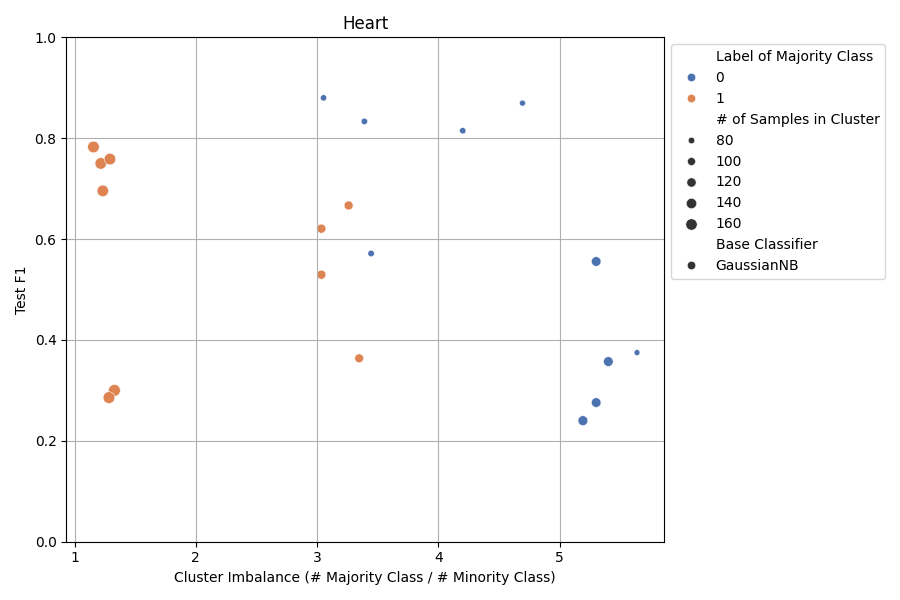 Heart
1.0
0.8
0.6
0.4
0.2
0.0
Test F1
1
2
3
4
5
Cluster Imbalance (# Majority Class / # Minority Class)
Label of Majority Class
0
1
# of Samples in Cluster
80
100
120
140
160
Base Classifier
GaussianNB